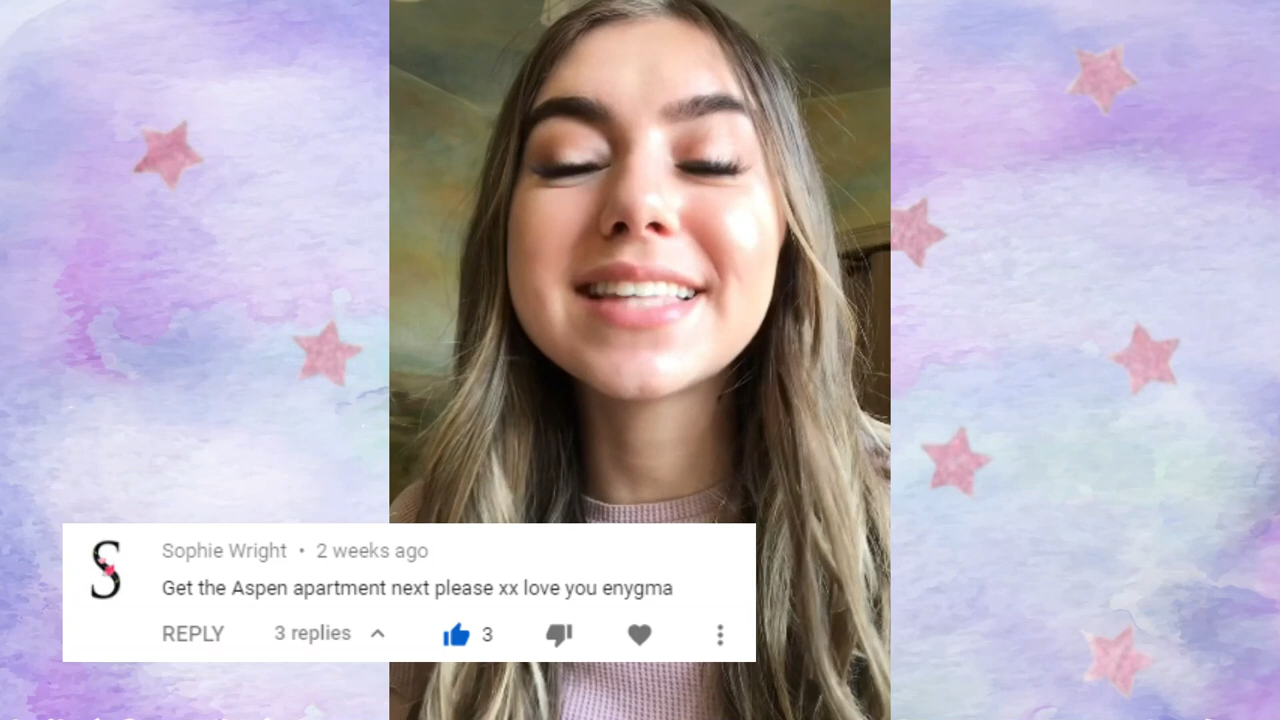 Sophie Wright • 2 weeks ago
Get the Aspen apartment next please xx love you enygma
REPLY 3 replies 3